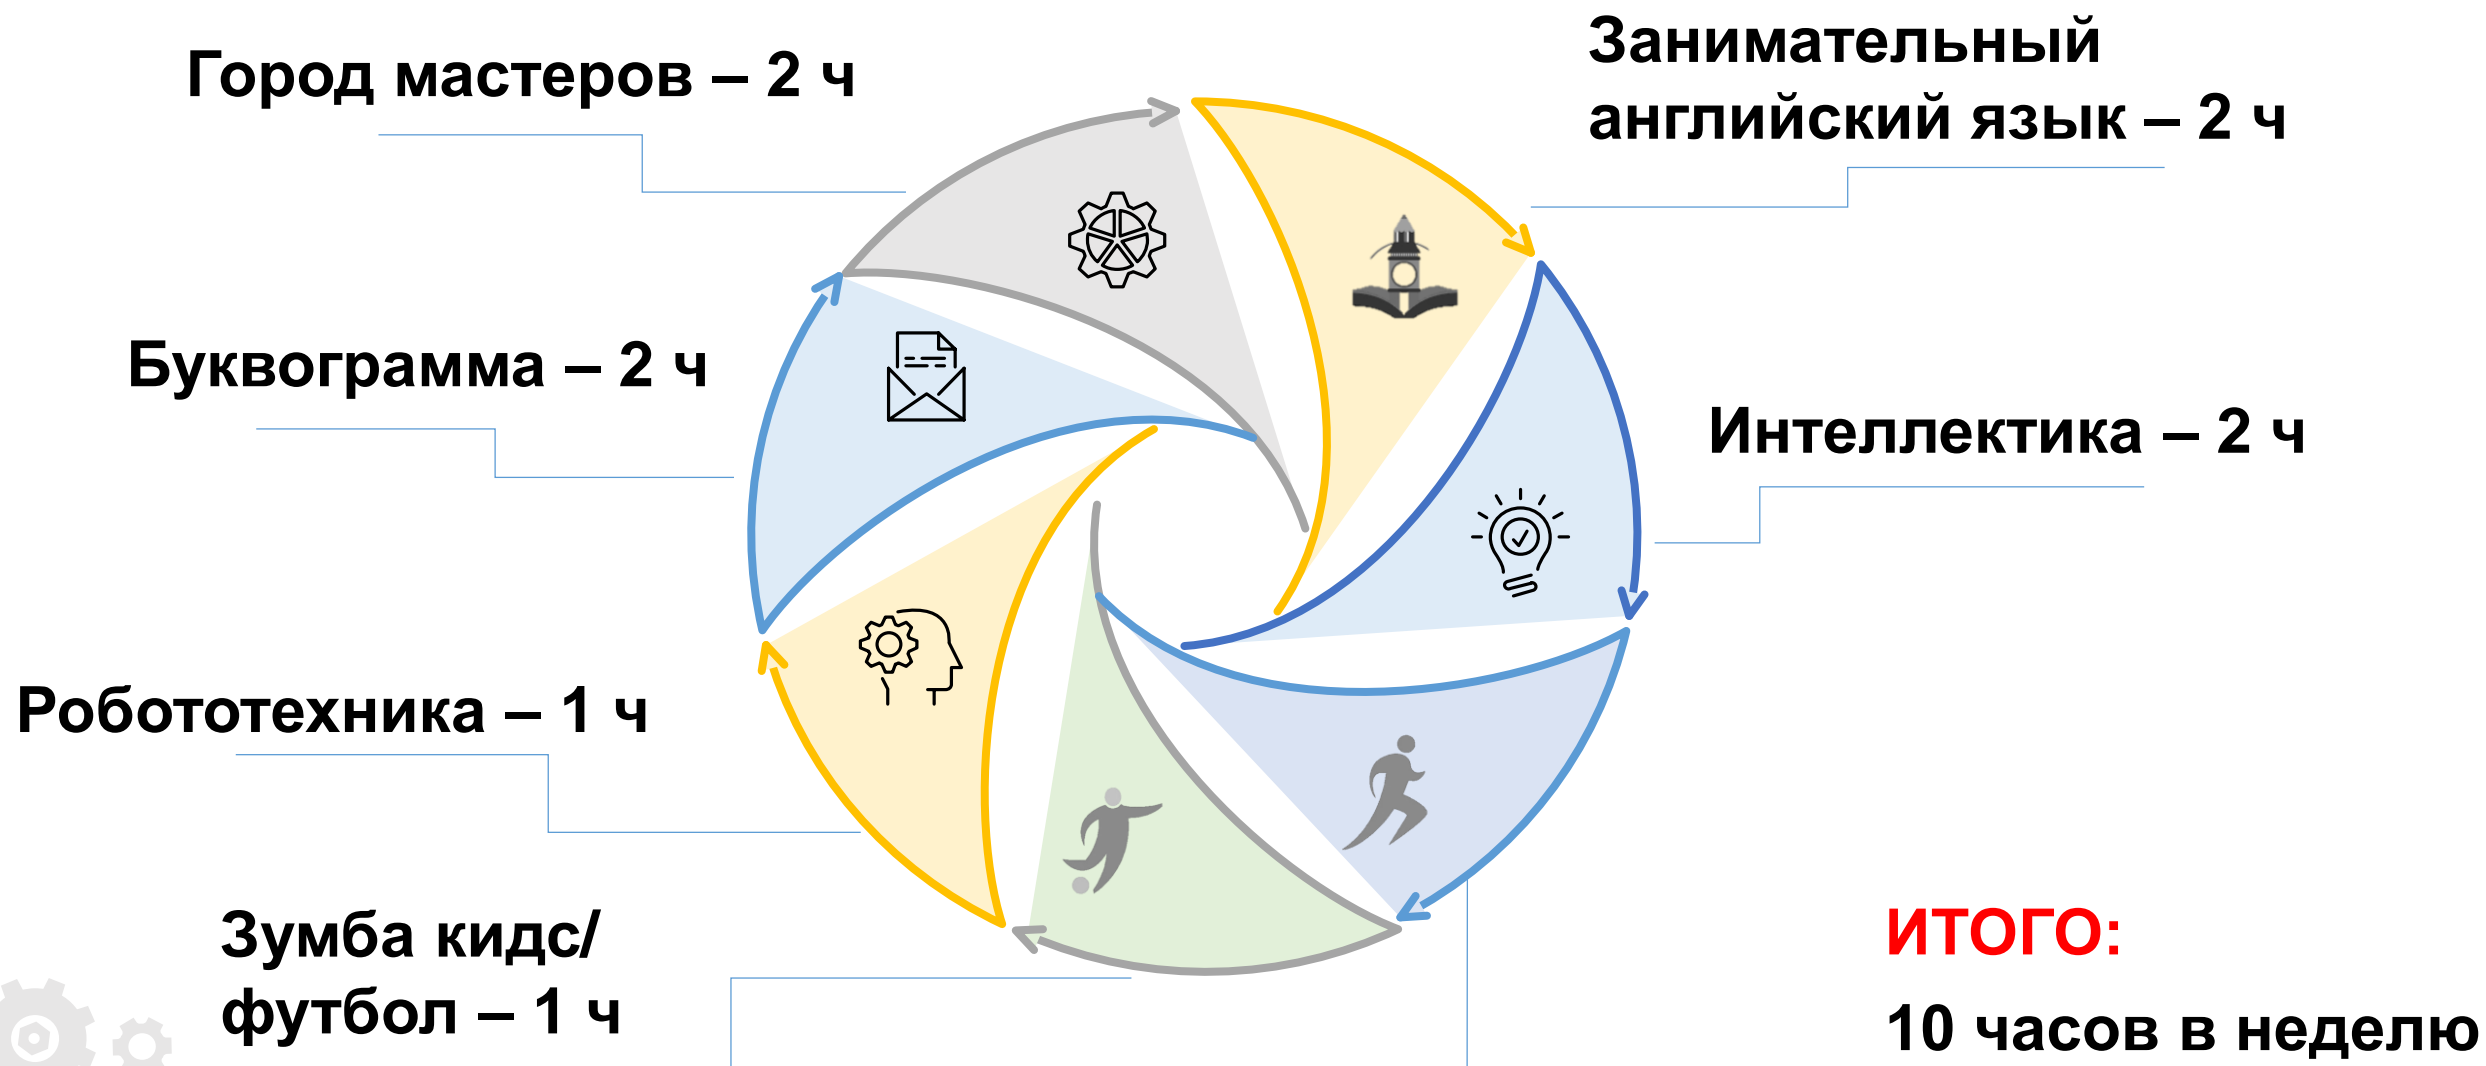 Город мастеров – 2 ч
Занимательный
английский язык – 2 ч
Буквограмма – 2 ч
Интеллектика – 2 ч
Робототехника – 1 ч
Зумба кидс/
футбол – 1 ч
ИТОГО:
10 часов в неделю